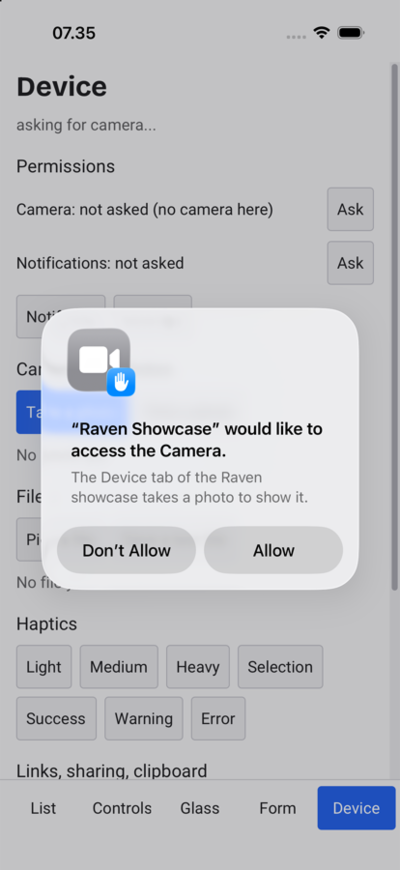 07.35
Device
asking for camera...
Permissions
Camera: not asked (no camera here)
Ask
Notifications: not asked
Ask
“Raven Showcase” would like to
access the Camera.
The Device tab of the Raven
showcase takes a photo to show it.
Don’t Allow
Allow
Haptics
Light
Medium
Heavy
Selection
Success
Warning
Error
Links, sharing, clipboard
List
Controls
Glass
Form
Device